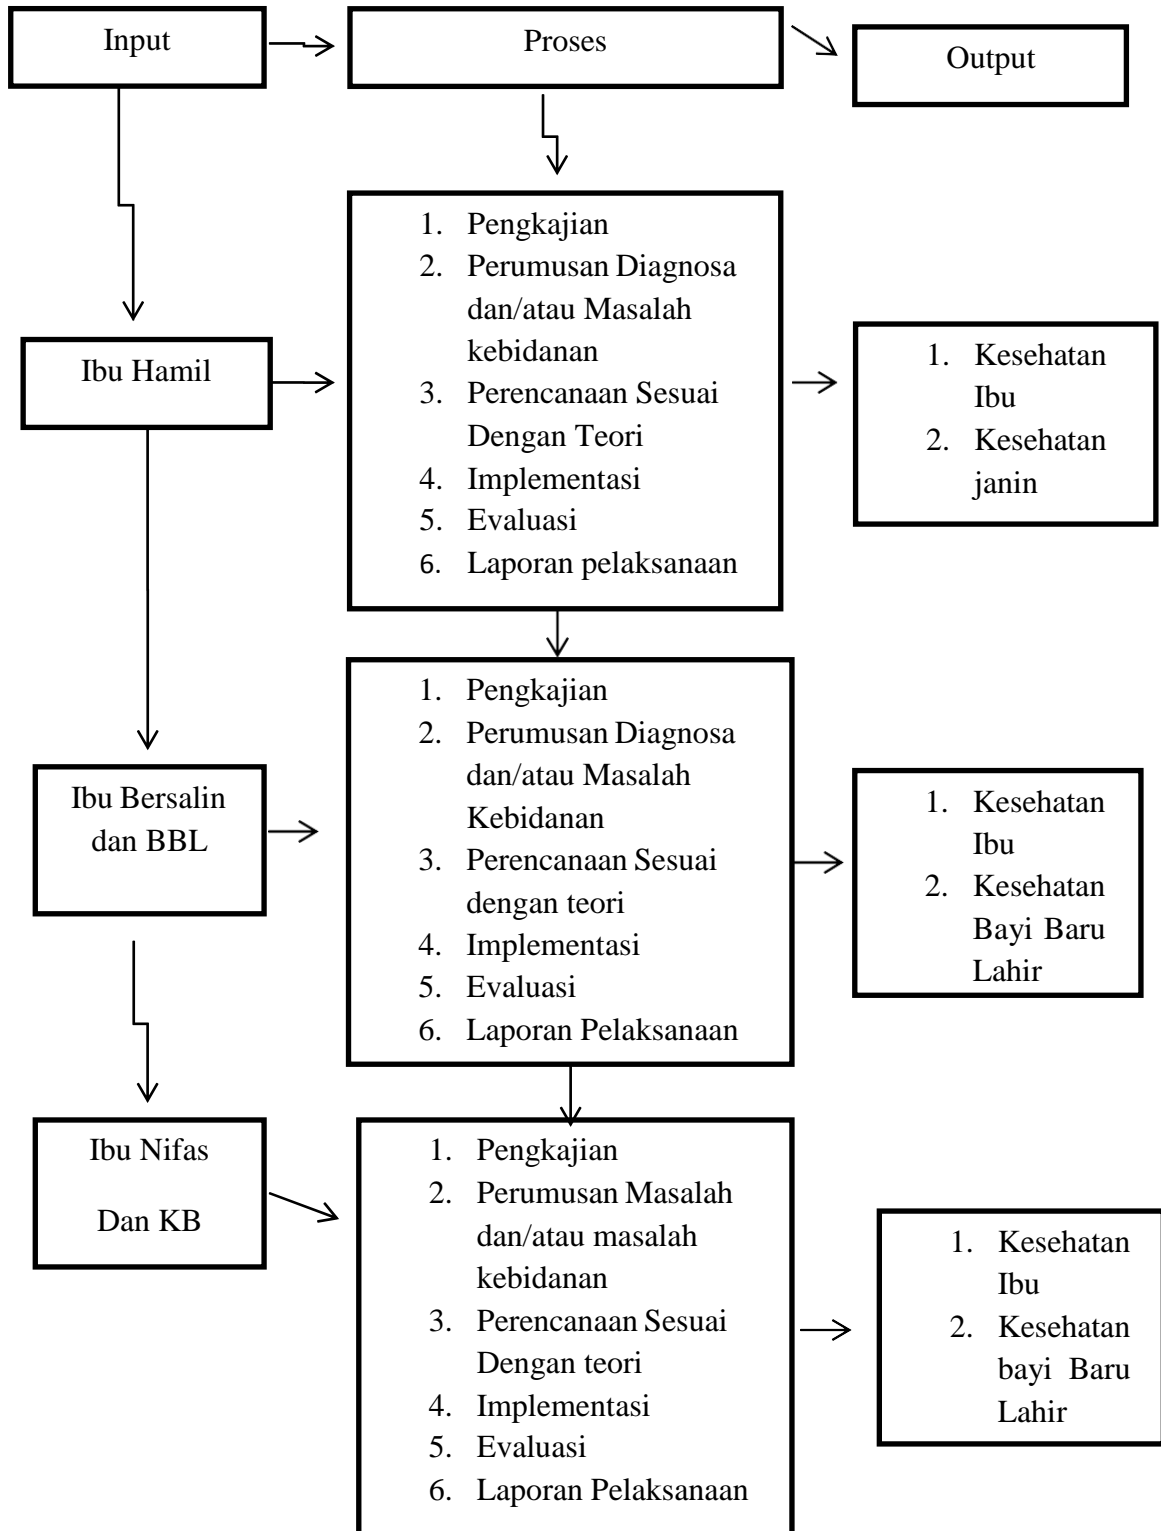 Input
Proses
Output
1. Pengkajian
2. Perumusan Diagnosa
dan/atau Masalah
kebidanan
3. Perencanaan Sesuai
Dengan Teori
4. Implementasi
5. Evaluasi
6. Laporan pelaksanaan
Ibu Hamil
1. Kesehatan
Ibu
2. Kesehatan
janin
1. Pengkajian
2. Perumusan Diagnosa
dan/atau Masalah
Kebidanan
3. Perencanaan Sesuai
dengan teori
4. Implementasi
5. Evaluasi
6. Laporan Pelaksanaan
Ibu Bersalin
dan BBL
1. Kesehatan
Ibu
2. Kesehatan
Bayi Baru
Lahir
Ibu Nifas
Dan KB
1. Pengkajian
2. Perumusan Masalah
dan/atau masalah
kebidanan
3. Perencanaan Sesuai
Dengan teori
4. Implementasi
5. Evaluasi
6. Laporan Pelaksanaan
1. Kesehatan
Ibu
2. Kesehatan
bayi Baru
Lahir